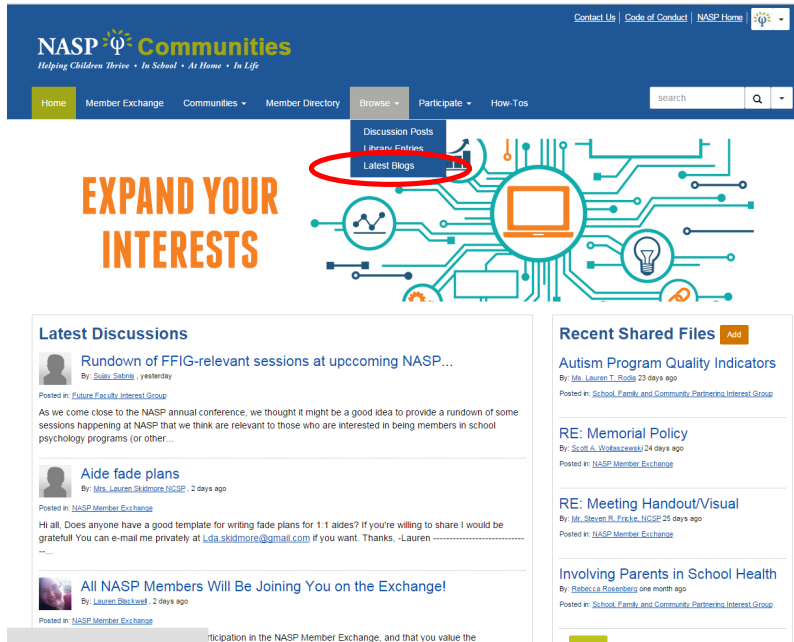 Contact Us | Code of Conduct | NASP Home
NASP Communities
Helping Children Thrive • In School • At Home • In Life
Home Member Exchange Communities Member Directory Browse Participate How-Tos search
Discussion Posts
Library Entries
Latest Blogs
EXPAND YOUR
INTERESTS
Latest Discussions
Rundown of FFIG-relevant sessions at upccoming NASP...
By: Sujay Sabnis , yesterday
Posted in: Future Faculty Interest Group
As we come close to the NASP annual conference, we thought it might be a good idea to provide a rundown of some
sessions happening at NASP that we think are relevant to those who are interested in being members in school
psychology programs (or other...
Aide fade plans
By: Mrs. Lauren Skidmore NCSP , 2 days ago
Posted in: NASP Member Exchange
Hi all, Does anyone have a good template for writing fade plans for 1:1 aides? If you're willing to share I would be
grateful! You can e-mail me privately at Lda.skidmore@gmail.com if you want. Thanks, -Lauren ----------------------------
--...
All NASP Members Will Be Joining You on the Exchange!
By: Lauren Blackwell , 2 days ago
Posted in: NASP Member Exchange
rticipation in the NASP Member Exchange, and that you value the
Recent Shared Files Add
Autism Program Quality Indicators
By: Ms. Lauren T. Rodia 23 days ago
Posted in: School, Family and Community Partnering Interest Group
RE: Memorial Policy
By: Scott A. Woitaszewski 24 days ago
Posted in: NASP Member Exchange
RE: Meeting Handout/Visual
By: Mr. Steven R. Fricke, NCSP 25 days ago
Posted in: NASP Member Exchange
Involving Parents in School Health
By: Rebecca Rosenberg one month ago
Posted in: School, Family and Community Partnering Interest Group